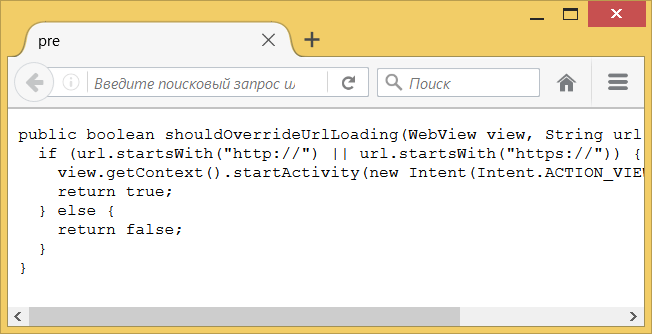 pre
Введите поисковый запрос и
Поиск
public boolean shouldOverrideUrlLoading(WebView view, String url
  if (url.startsWith("http://") || url.startsWith("https://")) {
    view.getContext().startActivity(new Intent(Intent.ACTION_VIE
    return true;
  } else {
    return false;
  }
}